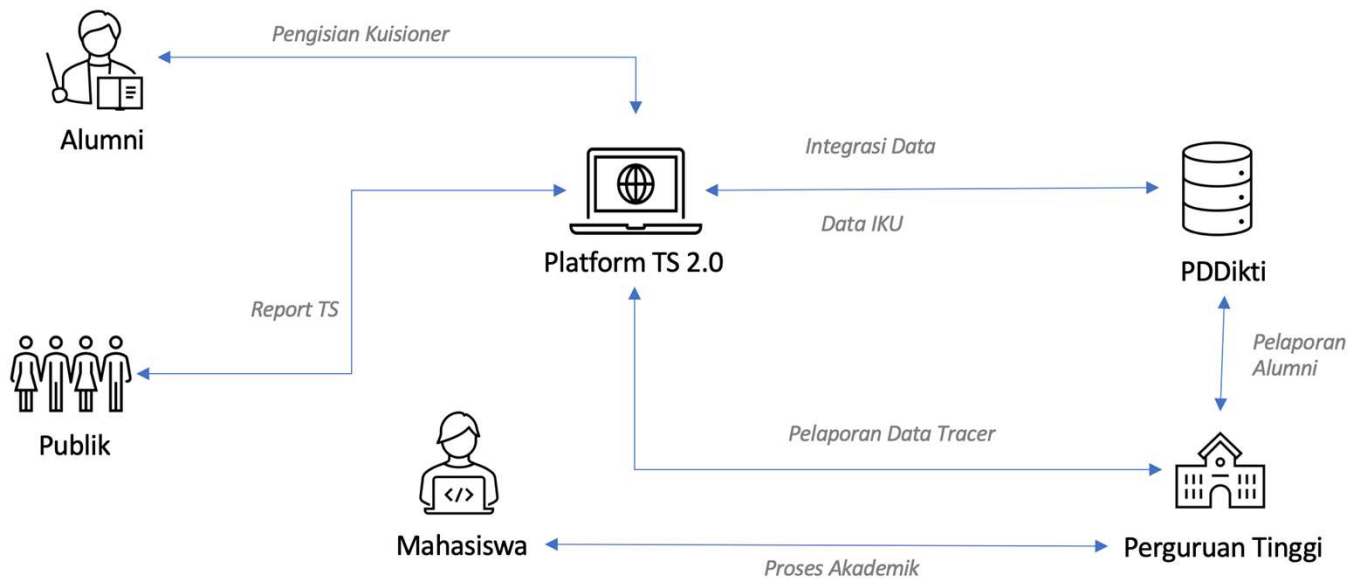 Pengisian Kuisioner
Alumni
Integrasi Data
Data IKU
Platform TS 2.0
PDDikti
Report TS
Pelaporan
Alumni
Publik
Pelaporan Data Tracer
</>
Mahasiswa
Perguruan Tinggi
Proses Akademik